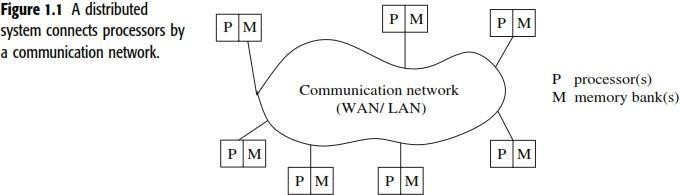 Figure 1.1 A distributed
system connects processors by
a communication network.
P M
P M
P M
Communication network
(WAN/ LAN)
P processor(s)
M memory bank(s)
P M
P M
P M
P M